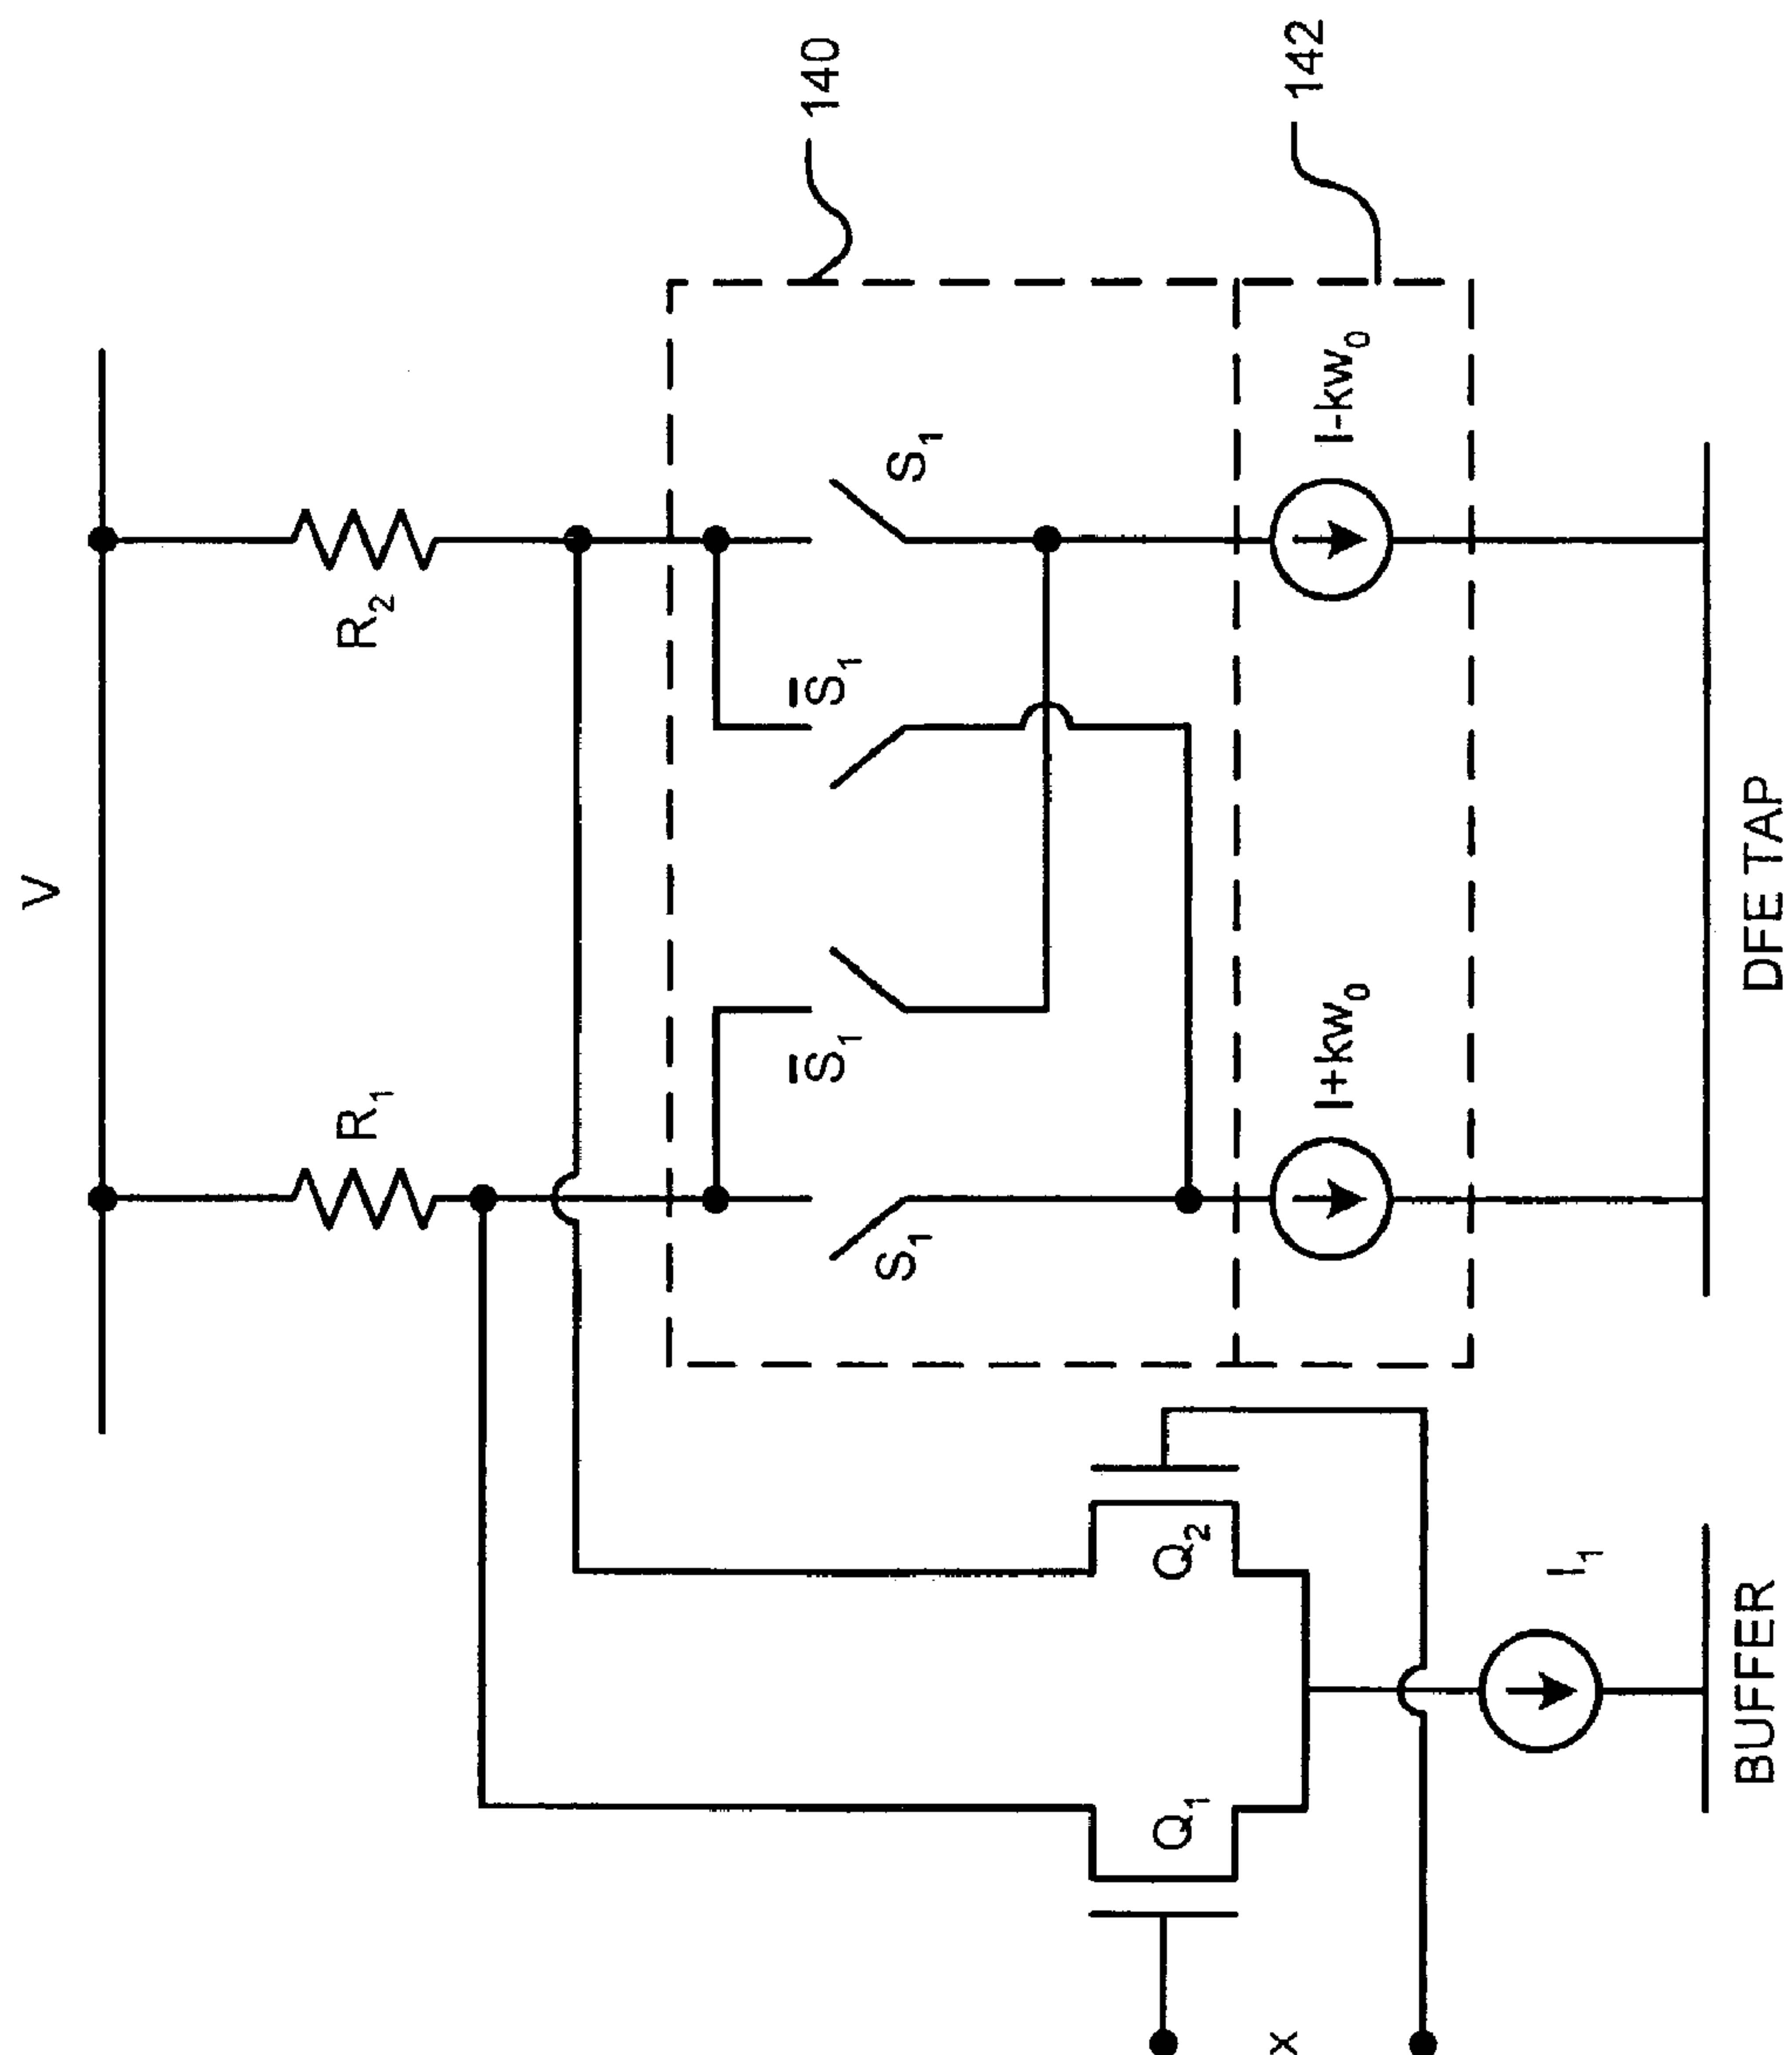 V
R₁
R₂
140
S̄₁
S̄₁
S₁
S₁
142
I+kw₀
I-kw₀
Q₁
Q₂
x
I₁
BUFFER
DFE TAP